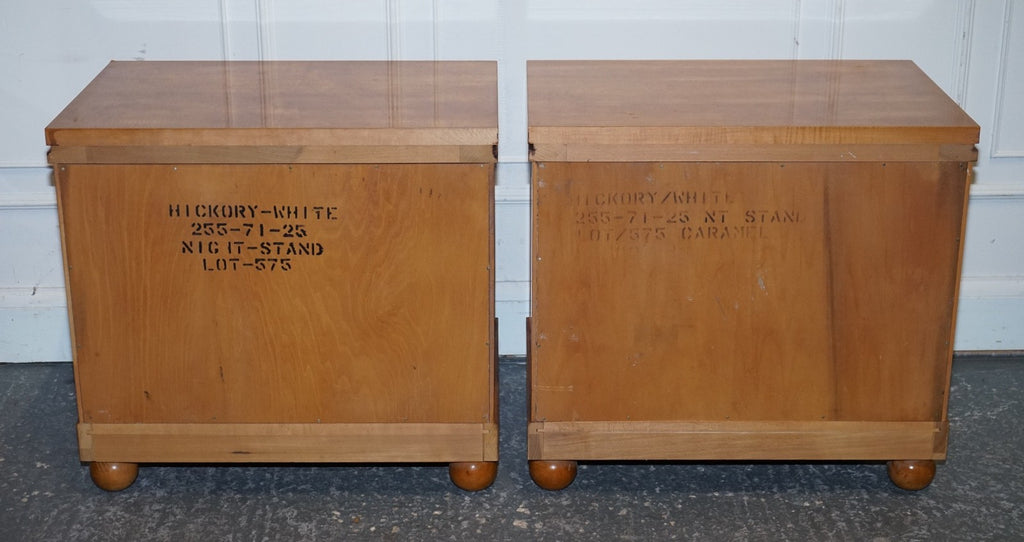 HICKORY-WHITE
255-71-25
NIGHT-STAND
LOT-575
HICKORY/WHITE
255-71-25 NT STAND
LOT/575 CARAMEL